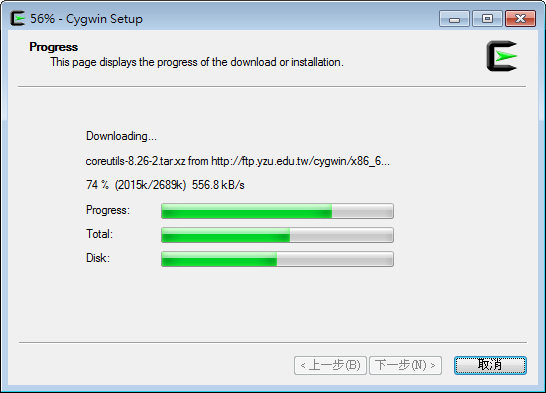 56% - Cygwin Setup
Progress
This page displays the progress of the download or installation.
Downloading...
coreutils-8.26-2.tar.xz from http://ftp.yzu.edu.tw/cygwin/x86_6...
74 % (2015k/2689k) 556.8 kB/s
Progress:
Total:
Disk:
< 上一步(B) 下一步(N) > 取消